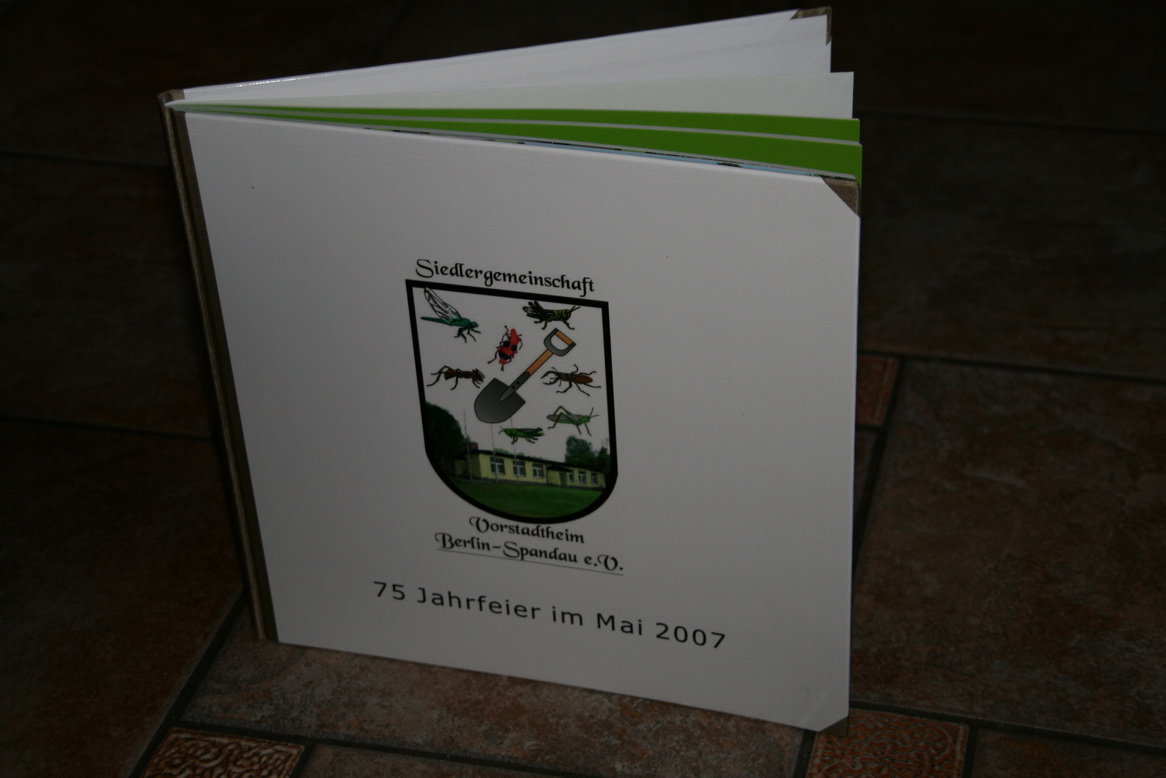 Siedlergemeinschaft
Vorstadtheim
Berlin-Spandau e.V.
75 Jahrfeier im Mai 2007